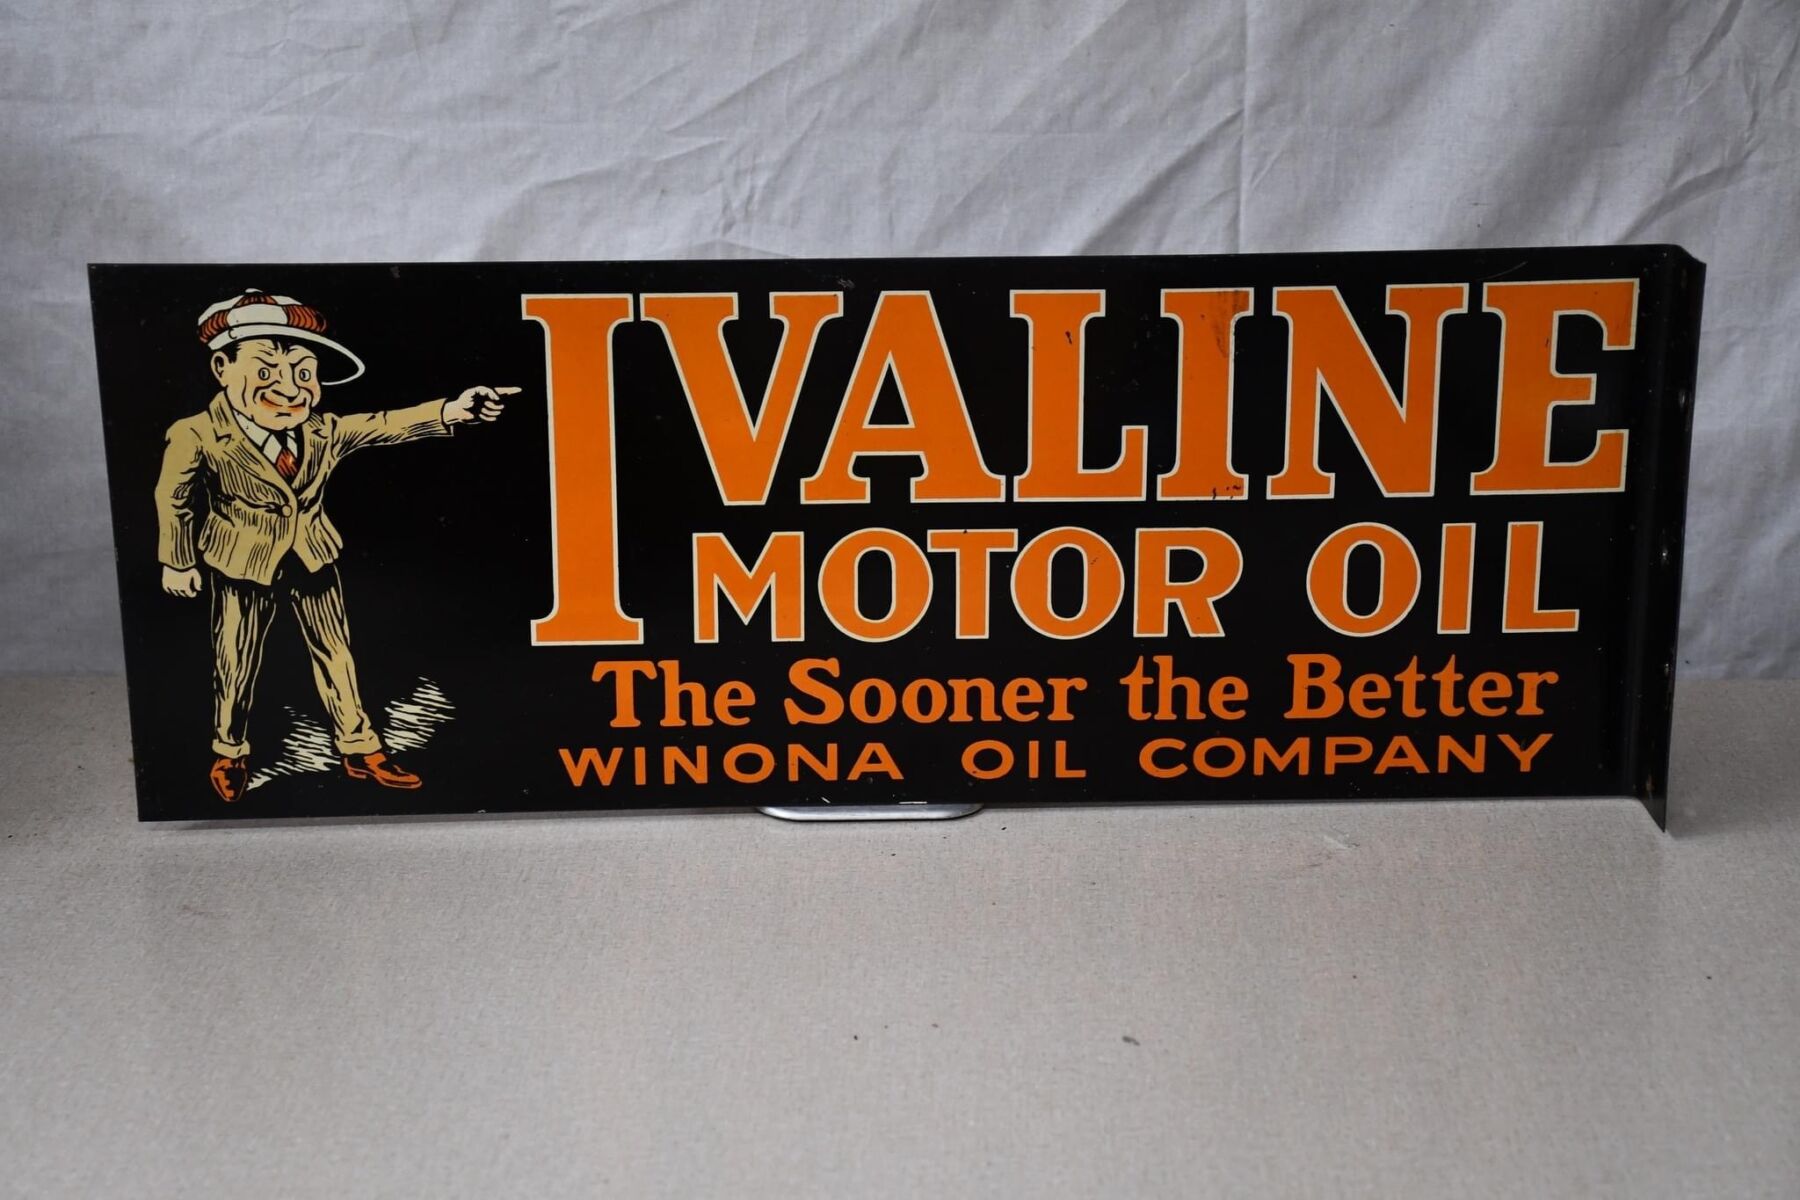 IVALINE
MOTOR OIL
The Sooner the Better
WINONA OIL COMPANY